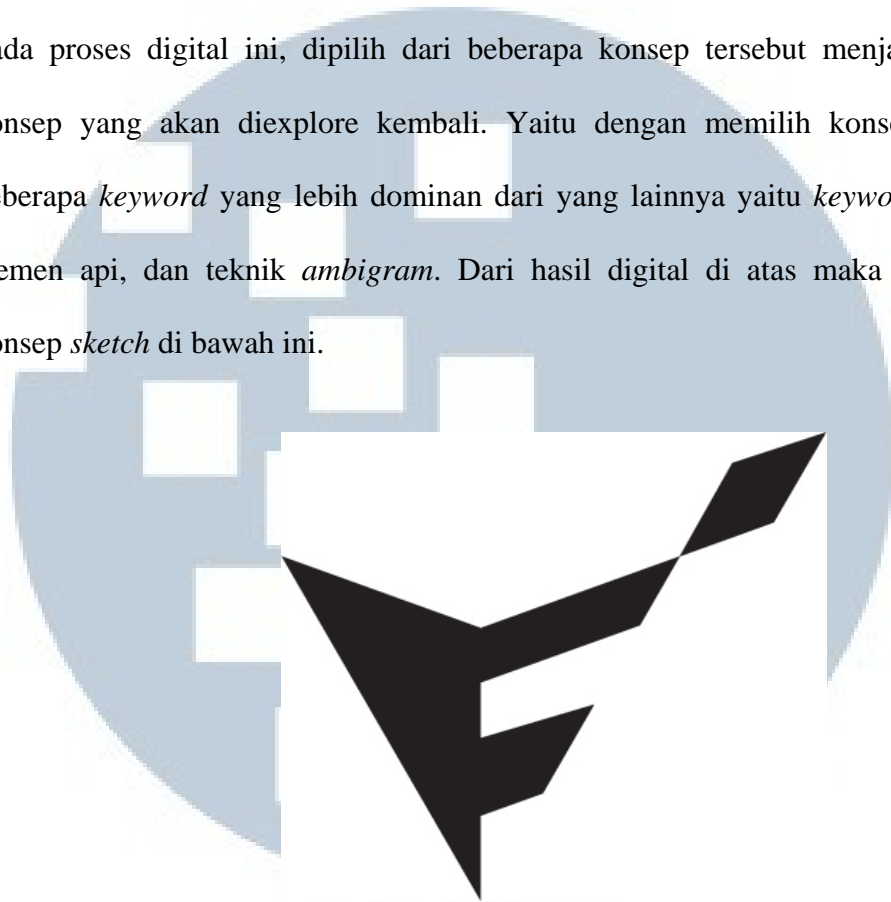 ada proses digital ini, dipilih dari beberapa konsep tersebut menja
onsep yang akan diexplore kembali. Yaitu dengan memilih konse
eberapa keyword yang lebih dominan dari yang lainnya yaitu keywo
emen api, dan teknik ambigram. Dari hasil digital di atas maka
onsep sketch di bawah ini.